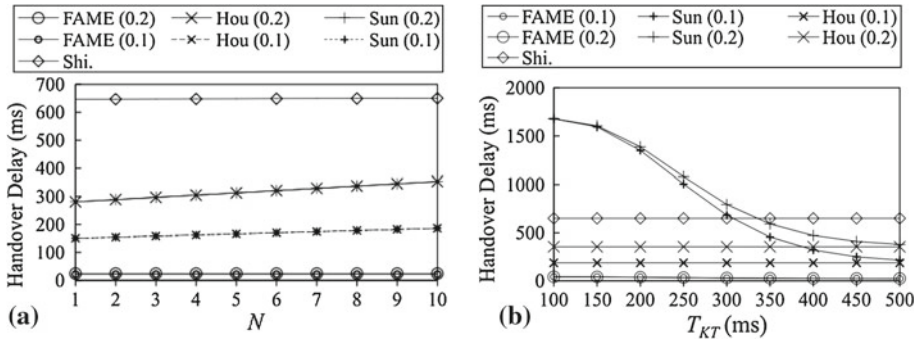 FAME (0.2) Hou (0.2) Sun (0.2)
FAME (0.1) Hou (0.1) Sun (0.1)
Shi.
700
600
500
400
300
200
100
0
Handover Delay (ms)
1 2 3 4 5 6 7 8 9 10
N
(a)
FAME (0.1) Sun (0.1) Hou (0.1)
FAME (0.2) Sun (0.2) Hou (0.2)
Shi.
2000
1500
1000
500
0
Handover Delay (ms)
100 150 200 250 300 350 400 450 500
T_KT (ms)
(b)